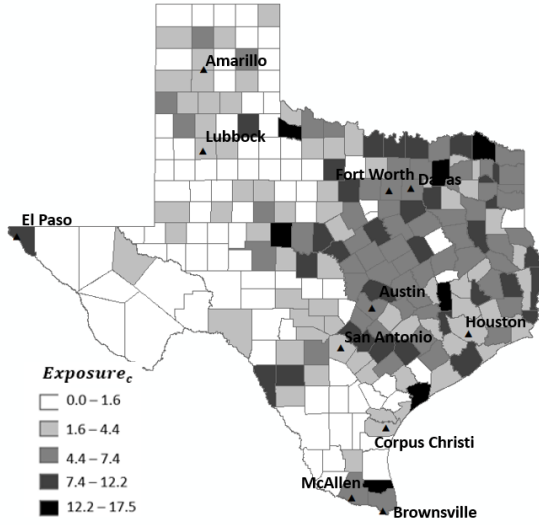 Amarillo
Lubbock
Fort Worth
Dallas
El Paso
Austin
Houston
San Antonio
Exposure_c
0.0 – 1.6
1.6 – 4.4
4.4 – 7.4
7.4 – 12.2
12.2 – 17.5
Corpus Christi
McAllen
Brownsville